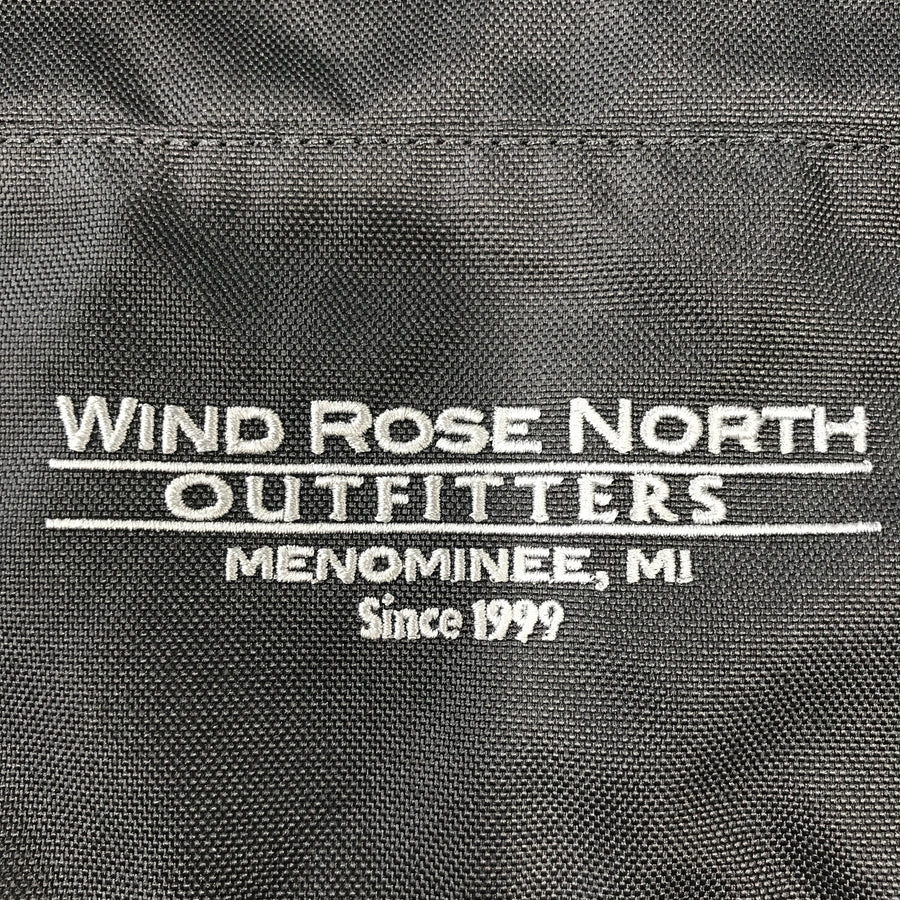 WIND ROSE NORTH
OUTFITTERS
MENOMINEE, MI
Since 1999